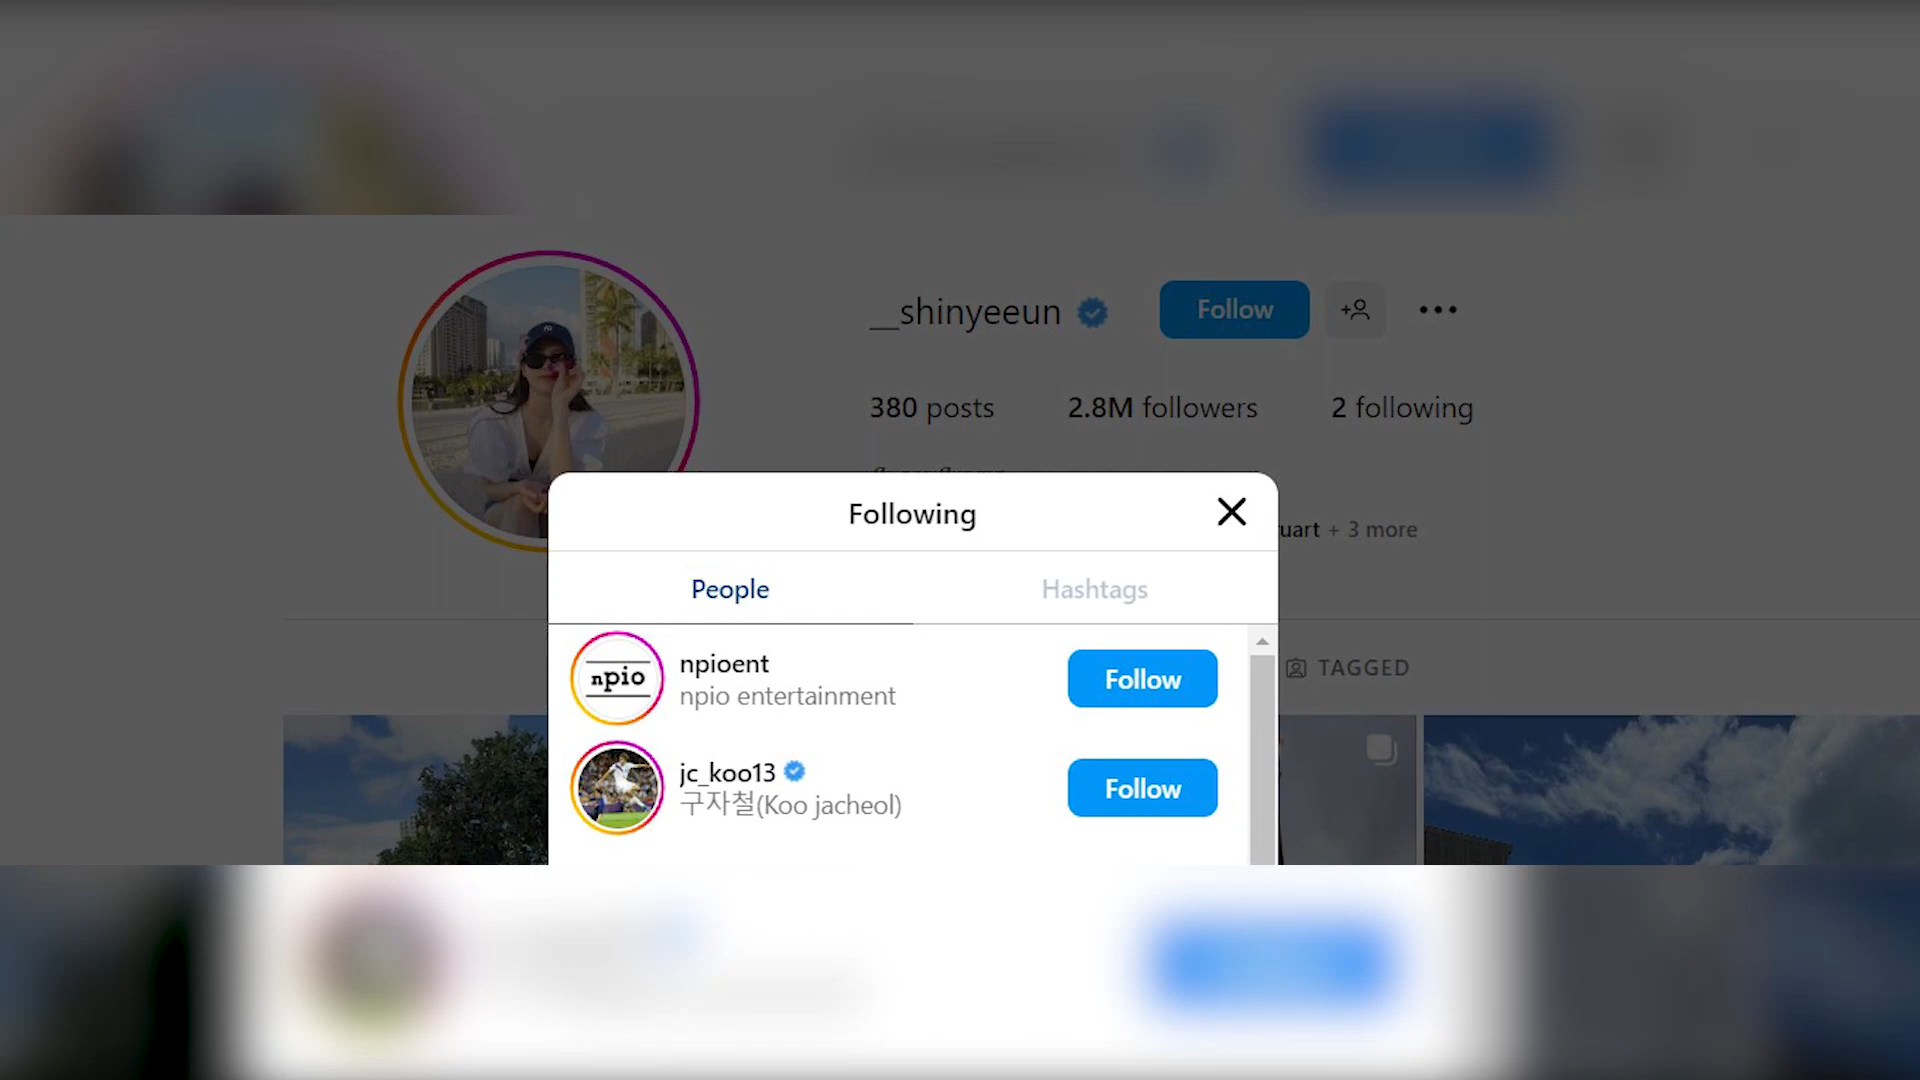 __shinyeeun
Follow
380 posts
2.8M followers
2 following
uart + 3 more
Following
People
Hashtags
npio
npioent
npio entertainment
Follow
jc_koo13
구자철(Koo jacheol)
Follow
TAGGED